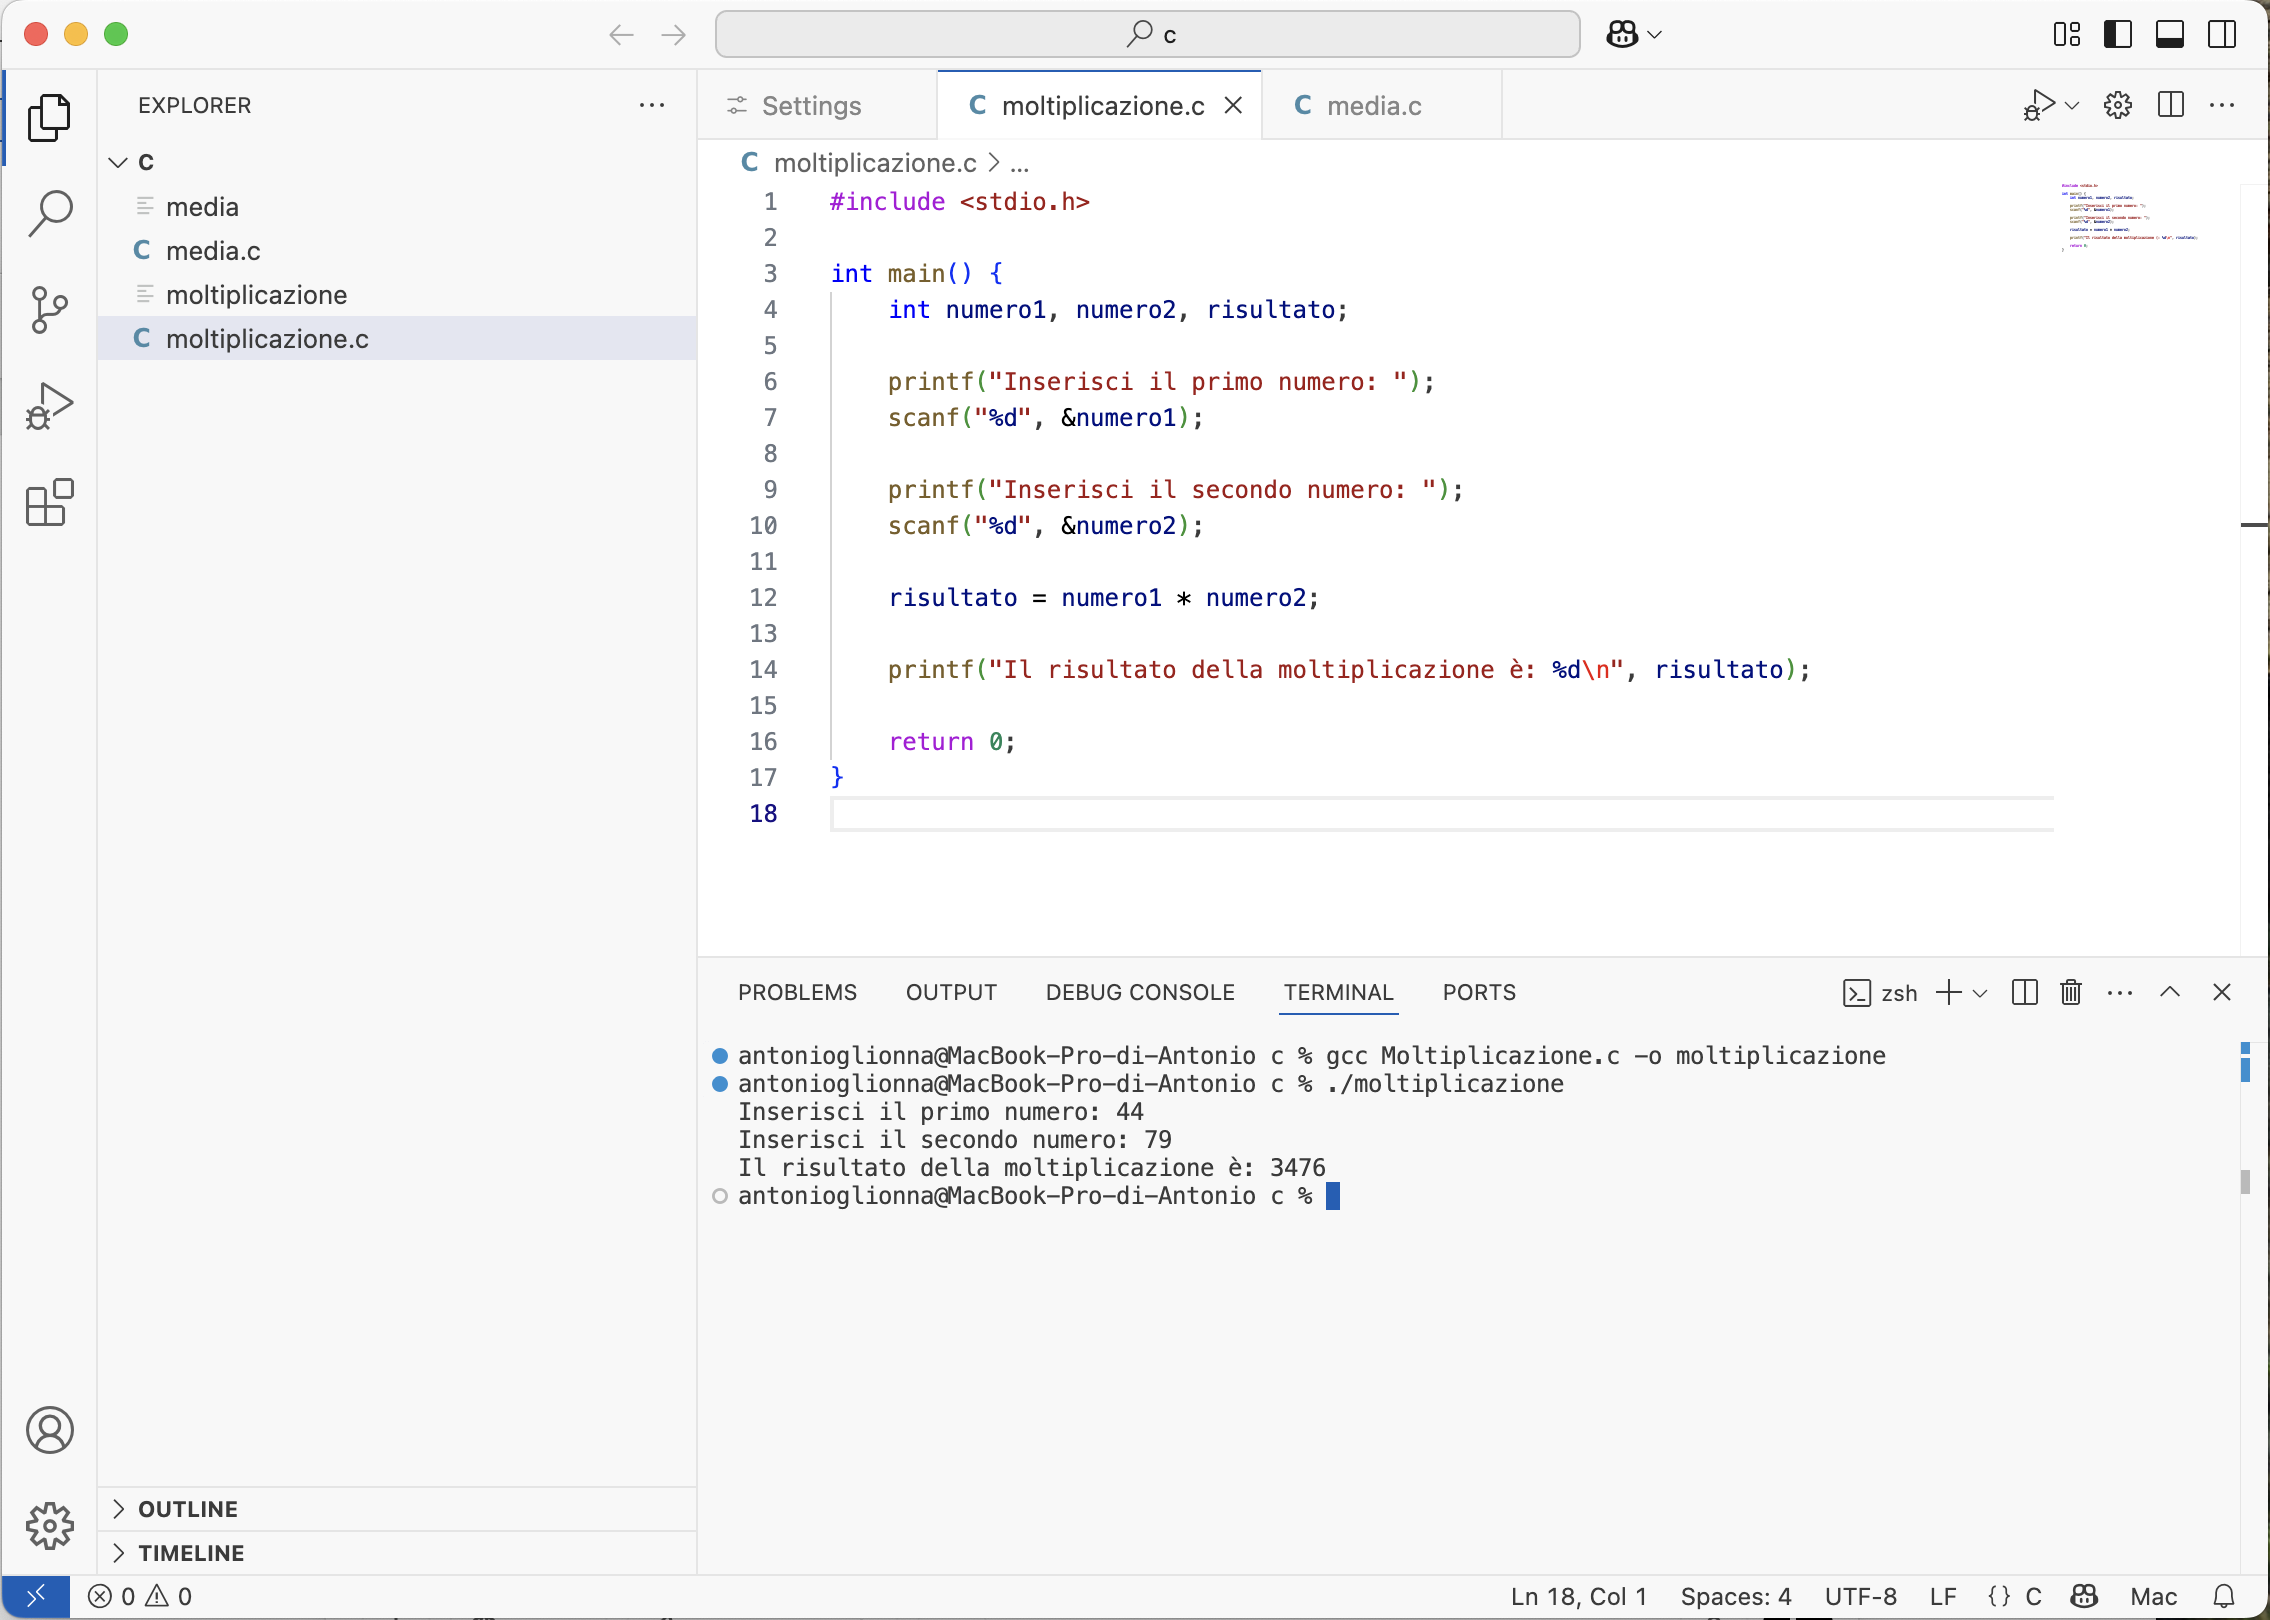 c
EXPLORER
C
media
C media.c
moltiplicazione
C moltiplicazione.c
OUTLINE
TIMELINE
Settings
C moltiplicazione.c
C media.c
C moltiplicazione.c > ...
1 #include <stdio.h>
2
3 int main() {
4 int numero1, numero2, risultato;
5
6 printf("Inserisci il primo numero: ");
7 scanf("%d", &numero1);
8
9 printf("Inserisci il secondo numero: ");
10 scanf("%d", &numero2);
11
12 risultato = numero1 * numero2;
13
14 printf("Il risultato della moltiplicazione è: %d\n", risultato);
15
16 return 0;
17 }
18
PROBLEMS OUTPUT DEBUG CONSOLE TERMINAL PORTS
zsh
antonioglionna@MacBook-Pro-di-Antonio c % gcc Moltiplicazione.c -o moltiplicazione
antonioglionna@MacBook-Pro-di-Antonio c % ./moltiplicazione
Inserisci il primo numero: 44
Inserisci il secondo numero: 79
Il risultato della moltiplicazione è: 3476
antonioglionna@MacBook-Pro-di-Antonio c %
0 0
Ln 18, Col 1 Spaces: 4 UTF-8 LF {} C Mac